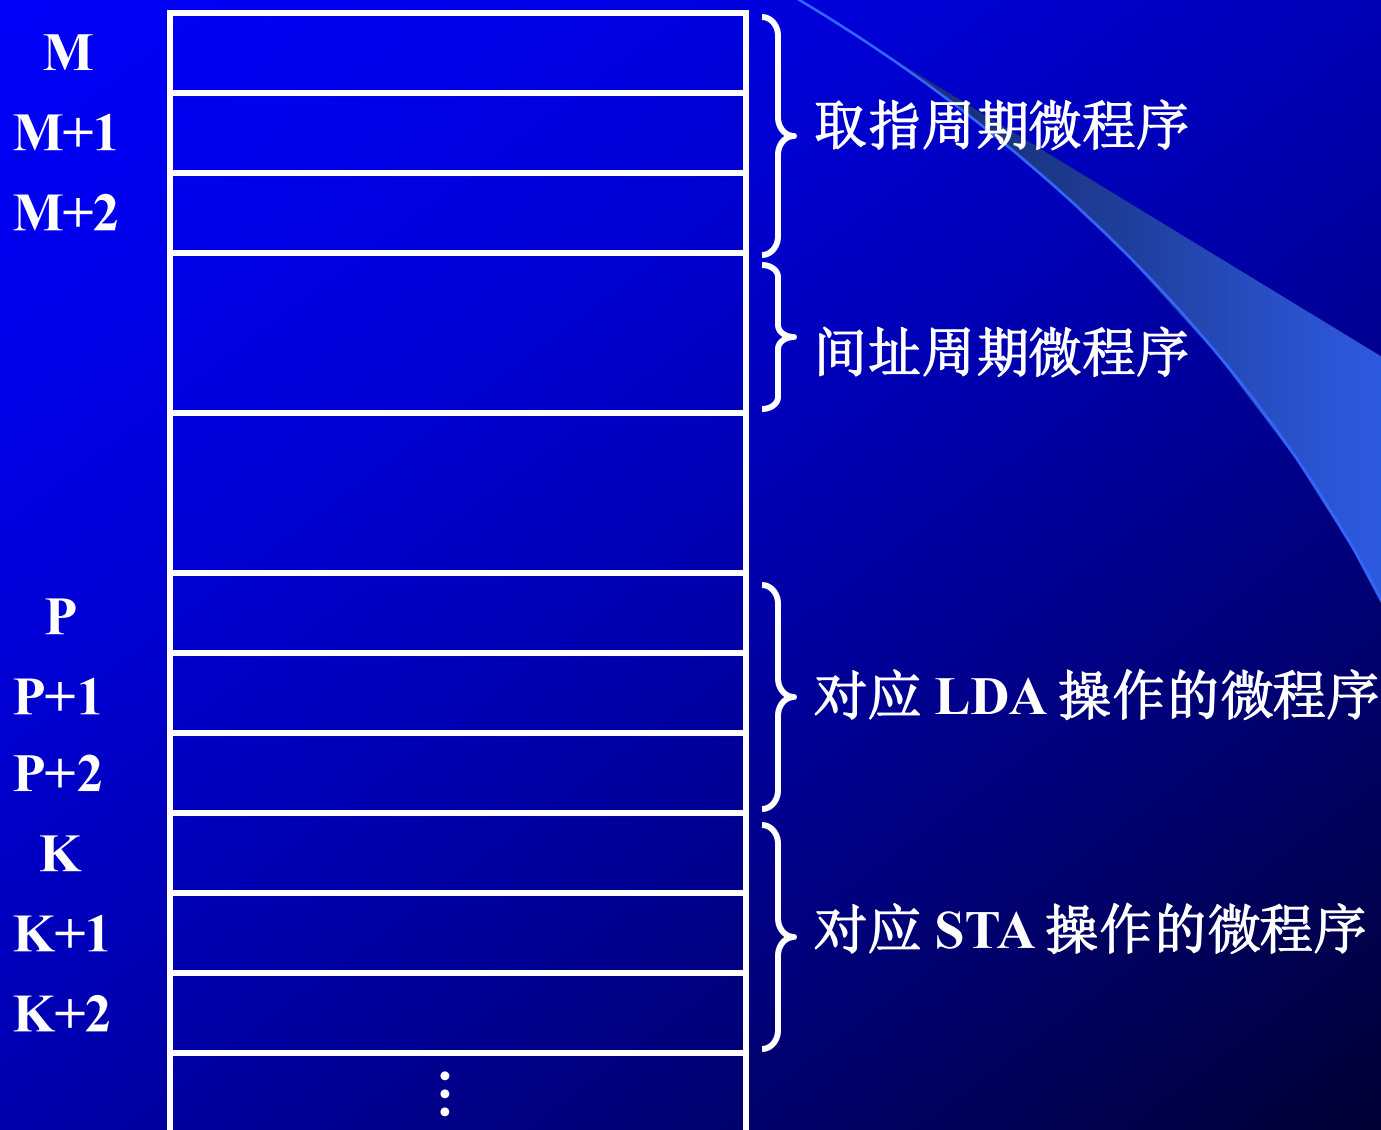 M
M+1
取指周期微程序
M+2
间址周期微程序
P
P+1
对应 LDA 操作的微程序
P+2
K
K+1
对应 STA 操作的微程序
K+2
⋮